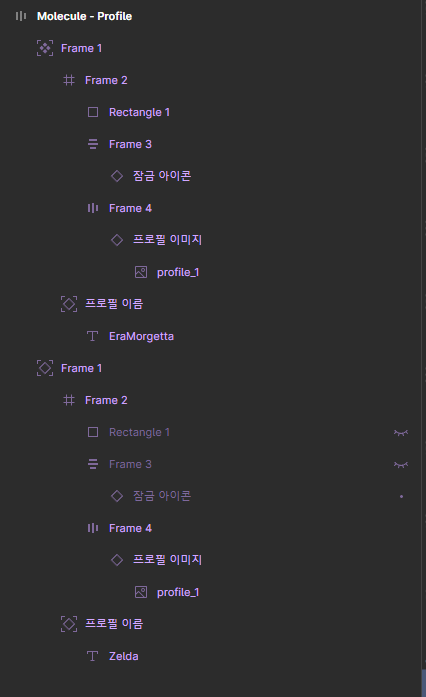 Molecule - Profile
Frame 1
Frame 2
Rectangle 1
Frame 3
잠금 아이콘
Frame 4
프로필 이미지
profile_1
프로필 이름
EraMorgetta
Frame 1
Frame 2
Rectangle 1
Frame 3
잠금 아이콘
Frame 4
프로필 이미지
profile_1
프로필 이름
Zelda